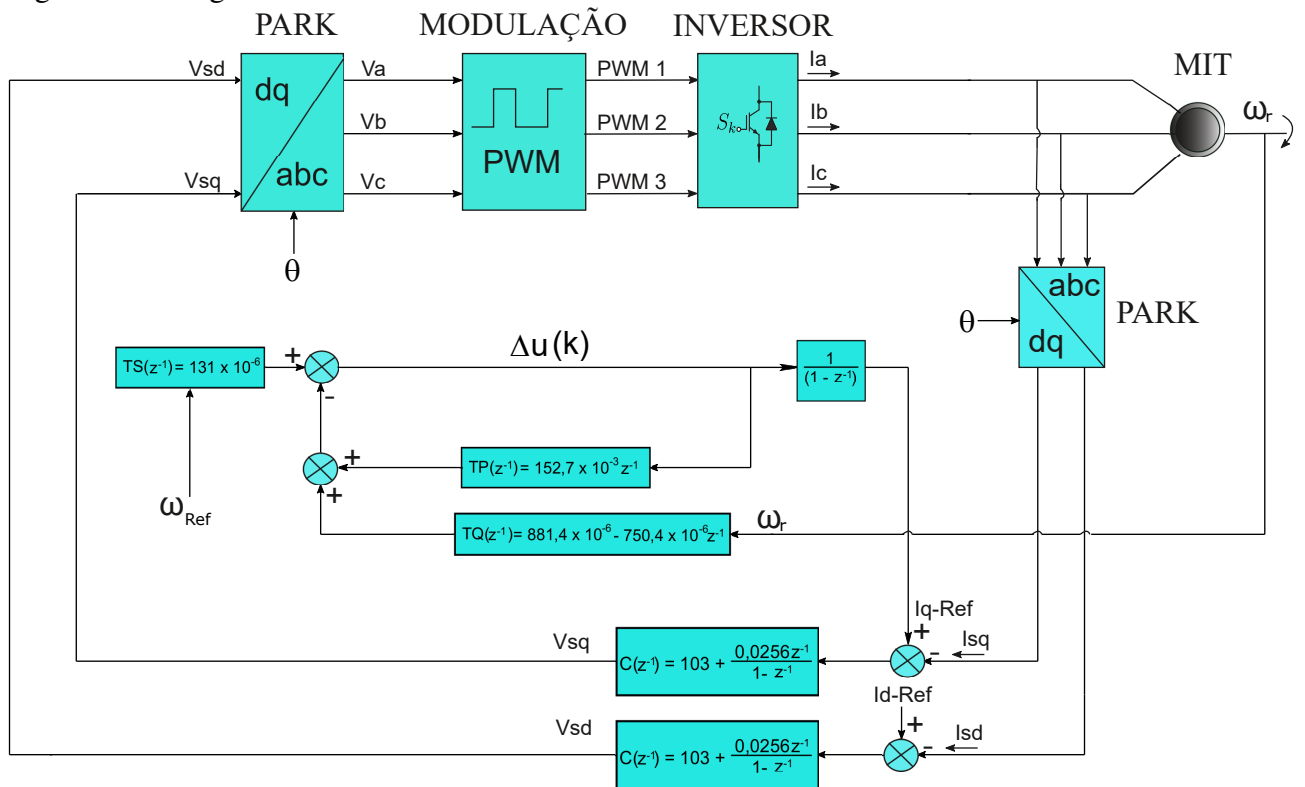 PARK
MODULAÇÃO
INVERSOR
MIT
Vsd
Va
PWM 1
Ia
dq
abc
Vb
PWM
PWM 2
Sₖ
Ib
ωᵣ
Vsq
Vc
PWM 3
Ic
θ
abc
dq
PARK
θ
Δu(k)
TS(z⁻¹) = 131 x 10⁻⁶
+
-
1
(1 - z⁻¹)
+
TP(z⁻¹) = 152,7 x 10⁻³z⁻¹
+
ω_Ref
TQ(z⁻¹) = 881,4 x 10⁻⁶ - 750,4 x 10⁻⁶z⁻¹
ωᵣ
Iq-Ref
+
Vsq
C(z⁻¹) = 103 + 0,0256z⁻¹
1- z⁻¹
-
Isq
Id-Ref
+
Vsd
C(z⁻¹) = 103 + 0,0256z⁻¹
1- z⁻¹
-
Isd